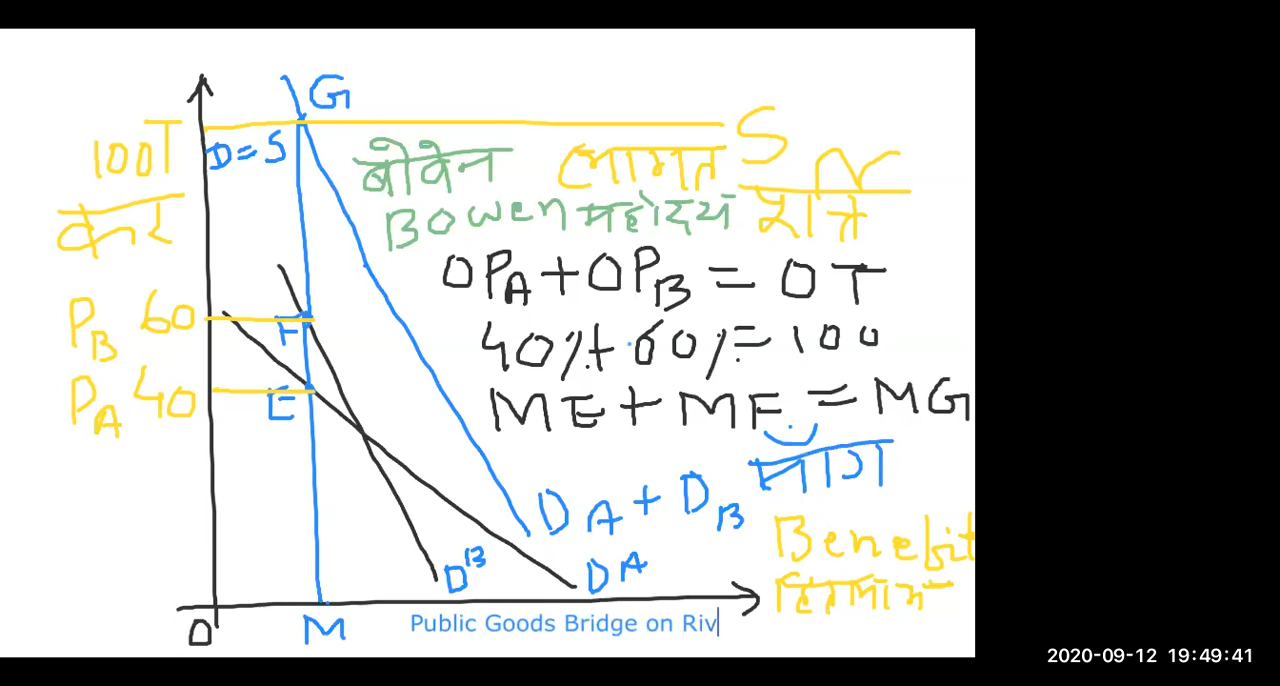 G
100T
D = S
S
बोवेन
लागत
कर
Bowen महोदय
OPA + OPB = OT
PB 60
F
40% + 60% = 100
PA 40
E
ME + MF = MG
मांग
DA + DB
Benefit
DB
DA
O
M
Public Goods Bridge on Riv
2020-09-12 19:49:41